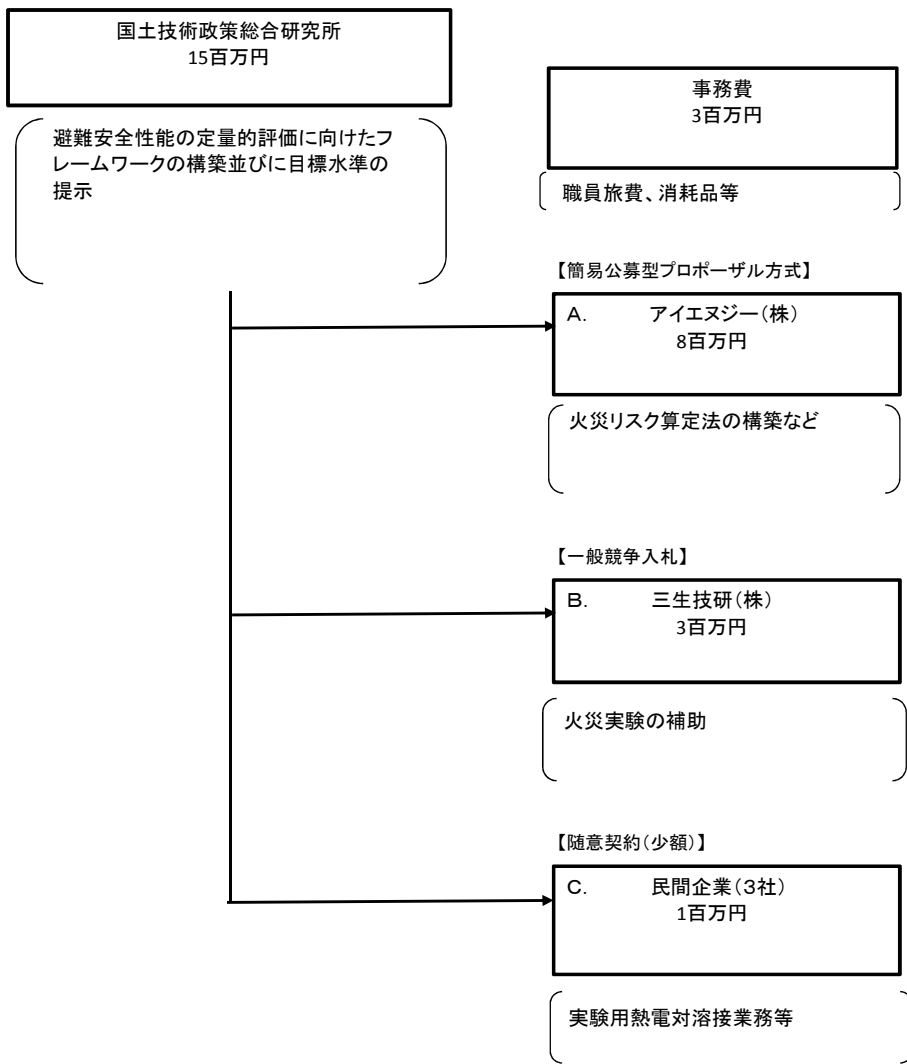 国土技術政策総合研究所
15百万円
避難安全性能の定量的評価に向けたフ
レームワークの構築並びに目標水準の
提示
事務費
3百万円
職員旅費、消耗品等
【簡易公募型プロポーザル方式】
A.　アイエヌジー（株）
8百万円
火災リスク算定法の構築など
【一般競争入札】
B.　三生技研（株）
3百万円
火災実験の補助
【随意契約（少額）】
C.　民間企業（３社）
1百万円
実験用熱電対溶接業務等